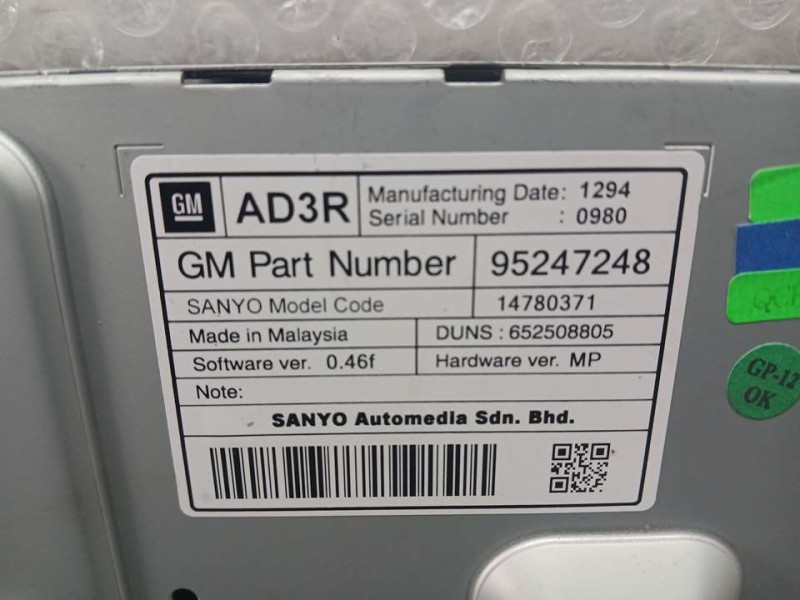 GM AD3R Manufacturing Date: 1294
Serial Number : 0980
GM Part Number 95247248
SANYO Model Code 14780371
Made in Malaysia DUNS : 652508805
Software ver. 0.46f Hardware ver. MP
Note:
SANYO Automedia Sdn. Bhd.
GP-12
OK